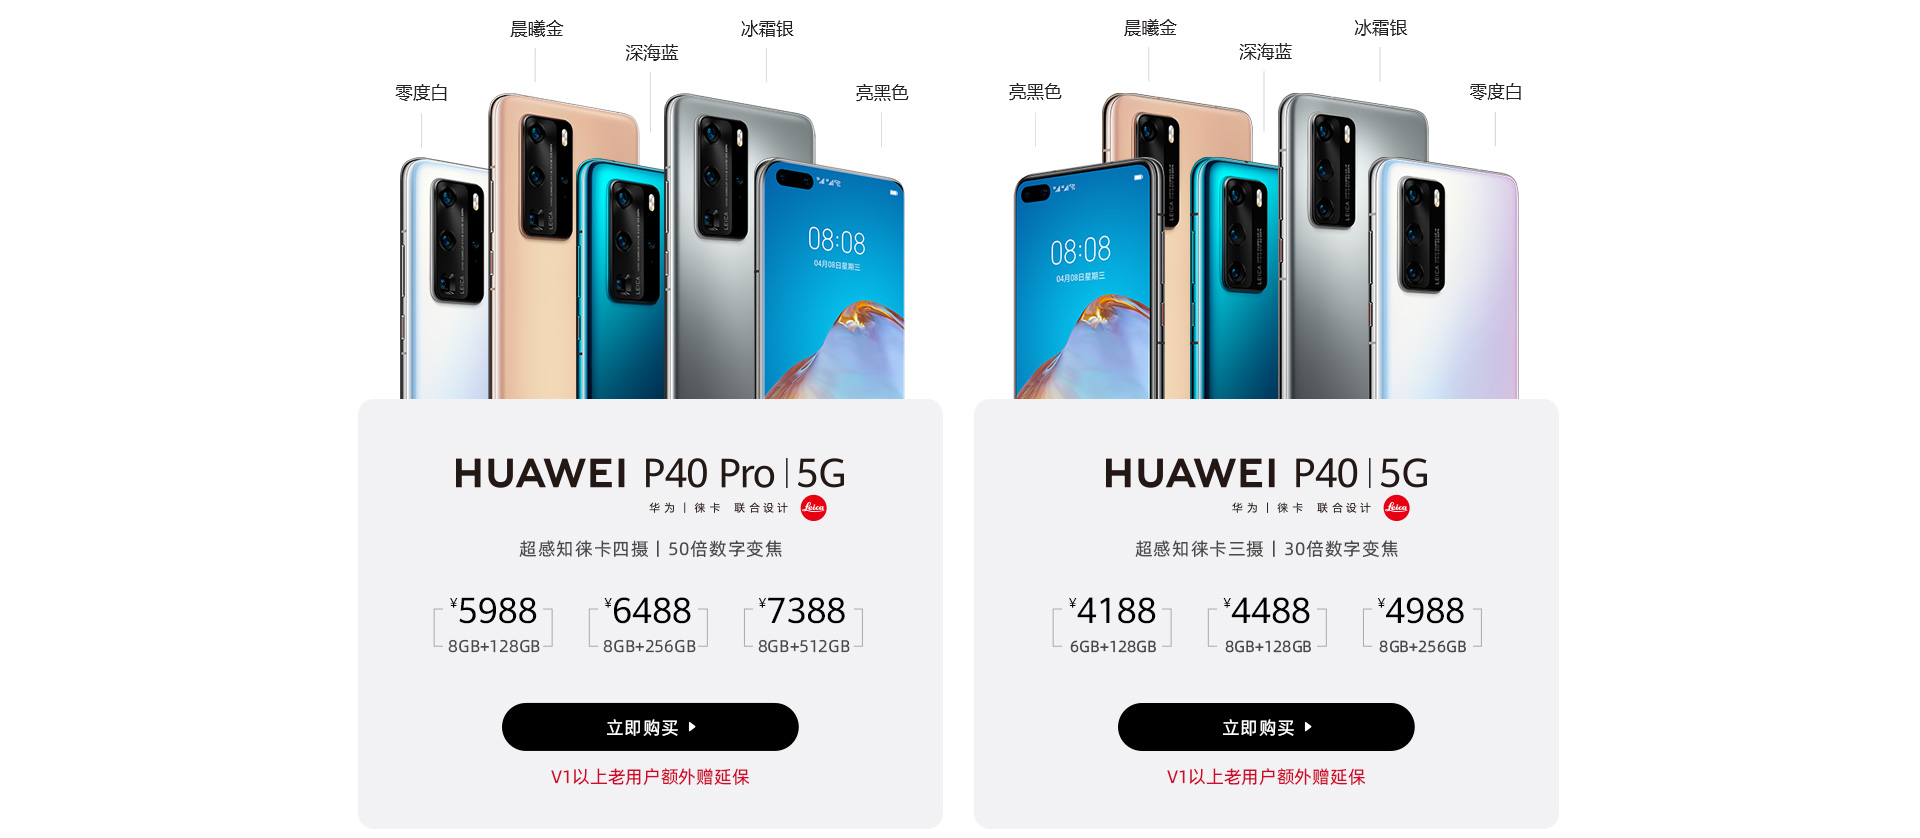 晨曦金
冰霜银
深海蓝
零度白
亮黑色
08:08
04月08日星期三
HUAWEI P40 Pro | 5G
华为 | 徕卡 联合设计
Leica
超感知徕卡四摄 | 50倍数字变焦
¥5988
8GB+128GB
¥6488
8GB+256GB
¥7388
8GB+512GB
立即购买
V1以上老用户额外赠延保
晨曦金
冰霜银
深海蓝
亮黑色
零度白
08:08
04月08日星期三
HUAWEI P40 | 5G
华为 | 徕卡 联合设计
Leica
超感知徕卡三摄 | 30倍数字变焦
¥4188
6GB+128GB
¥4488
8GB+128GB
¥4988
8GB+256GB
立即购买
V1以上老用户额外赠延保